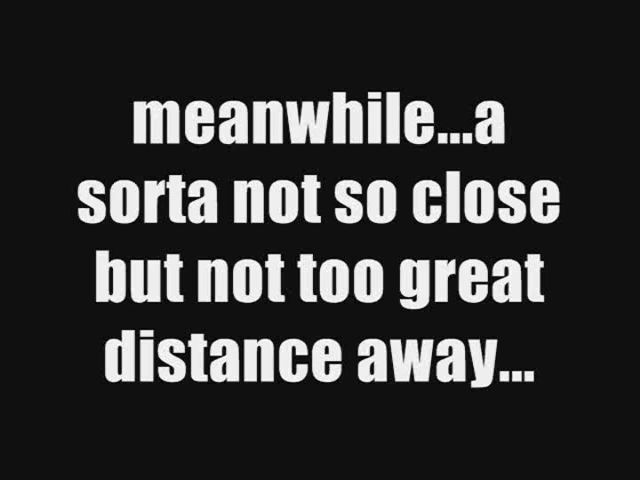 meanwhile...a
sorta not so close
but not too great
distance away...